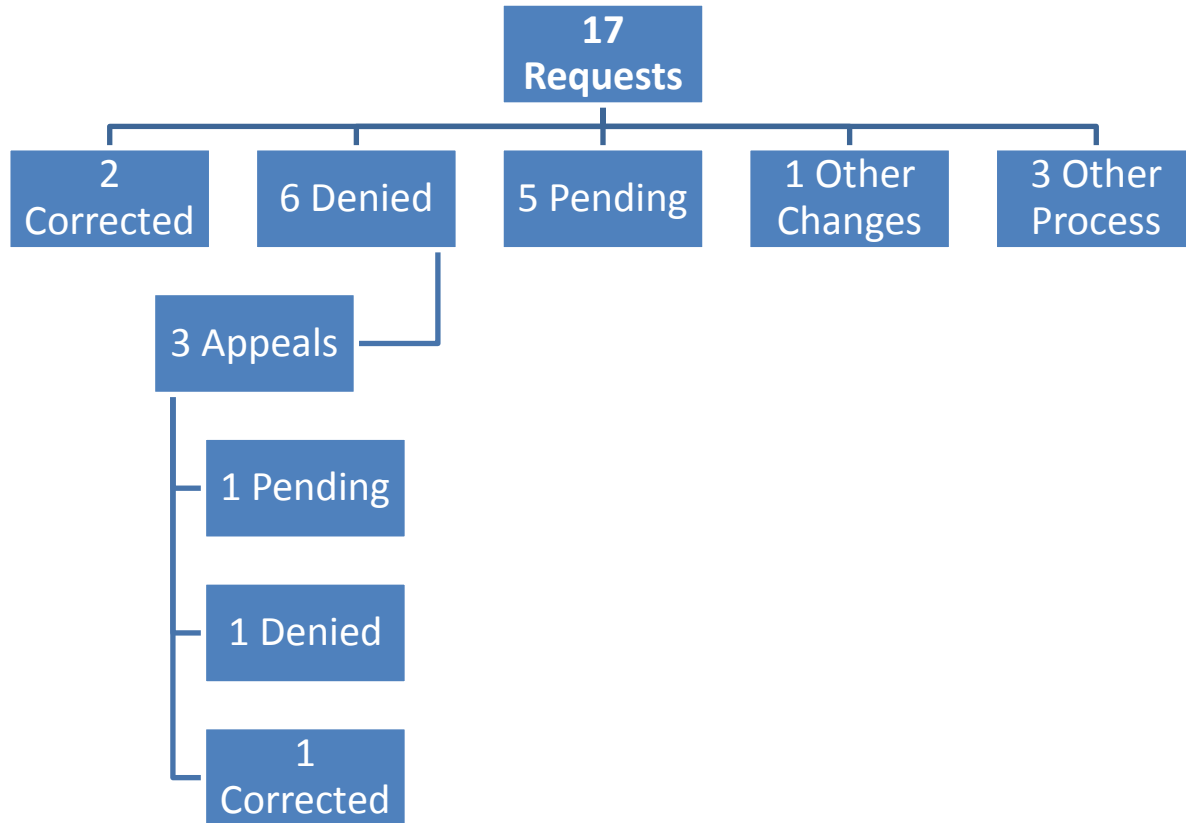 17
Requests
2
Corrected
6 Denied
5 Pending
1 Other
Changes
3 Other
Process
3 Appeals
1 Pending
1 Denied
1
Corrected